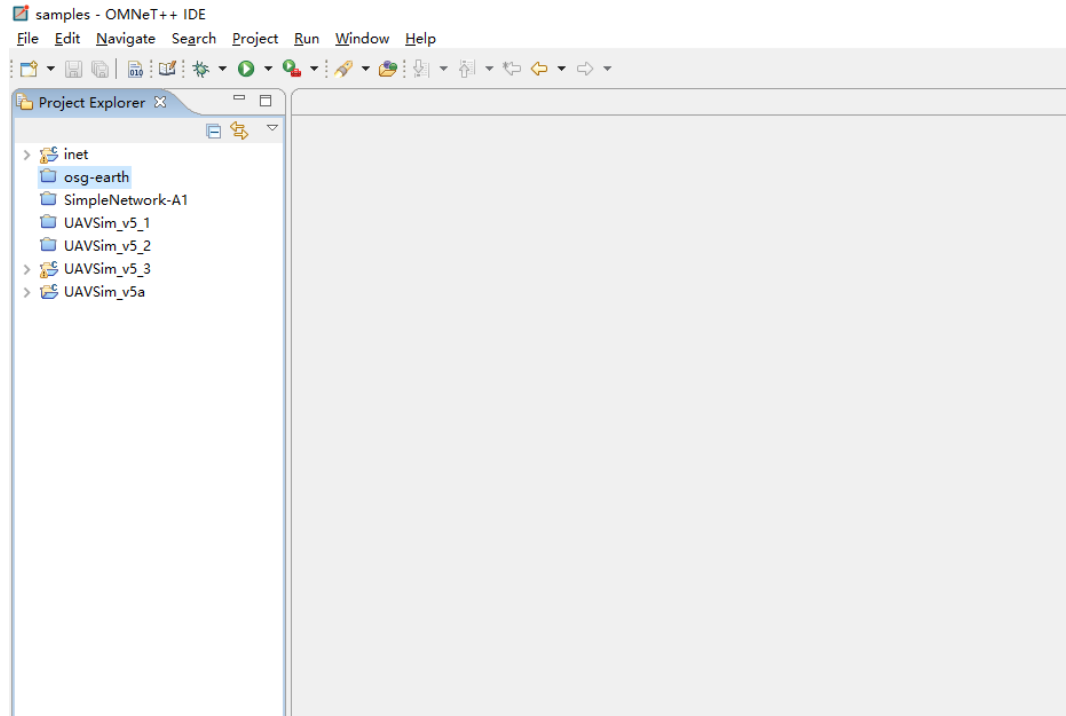 samples - OMNeT++ IDE
File Edit Navigate Search Project Run Window Help
Project Explorer
inet
osg-earth
SimpleNetwork-A1
UAVSim_v5_1
UAVSim_v5_2
UAVSim_v5_3
UAVSim_v5a